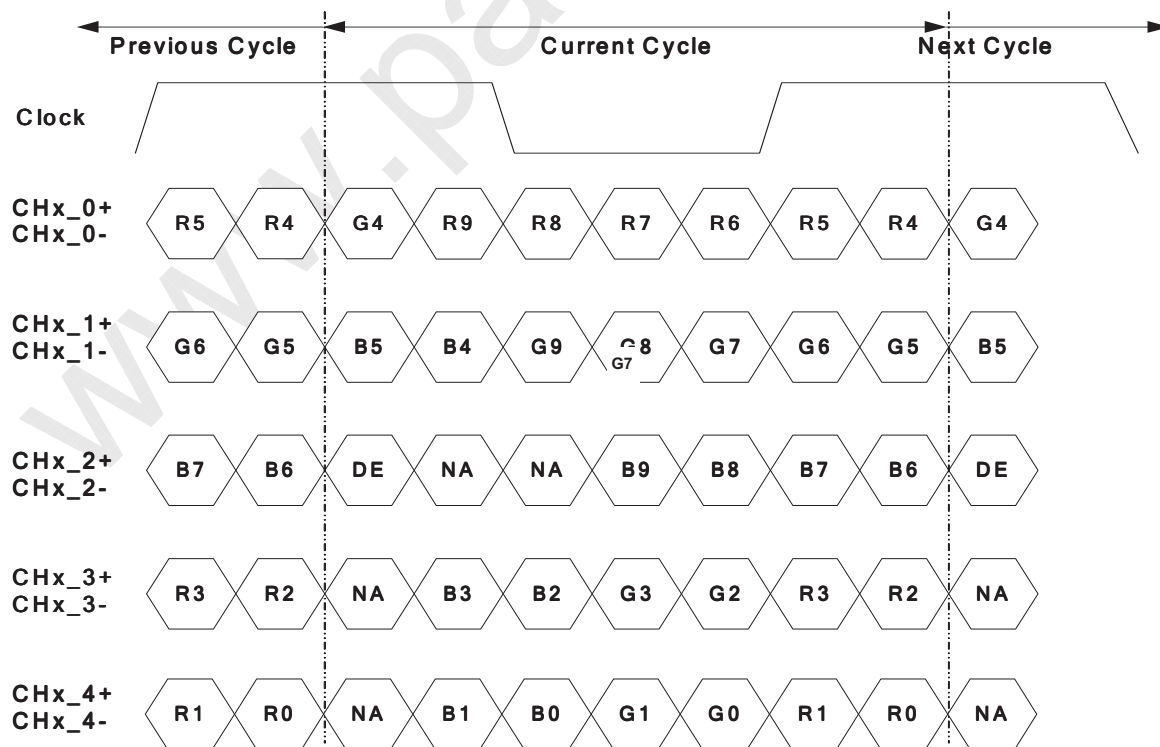 Previous Cycle Current Cycle Next Cycle
Clock
CHx_0+
CHx_0-
R5 R4 G4 R9 R8 R7 R6 R5 R4 G4
CHx_1+
CHx_1-
G6 G5 B5 B4 G9 G8 G7 G6 G5 B5
G7
CHx_2+
CHx_2-
B7 B6 DE NA NA B9 B8 B7 B6 DE
CHx_3+
CHx_3-
R3 R2 NA B3 B2 G3 G2 R3 R2 NA
CHx_4+
CHx_4-
R1 R0 NA B1 B0 G1 G0 R1 R0 NA
www.pa